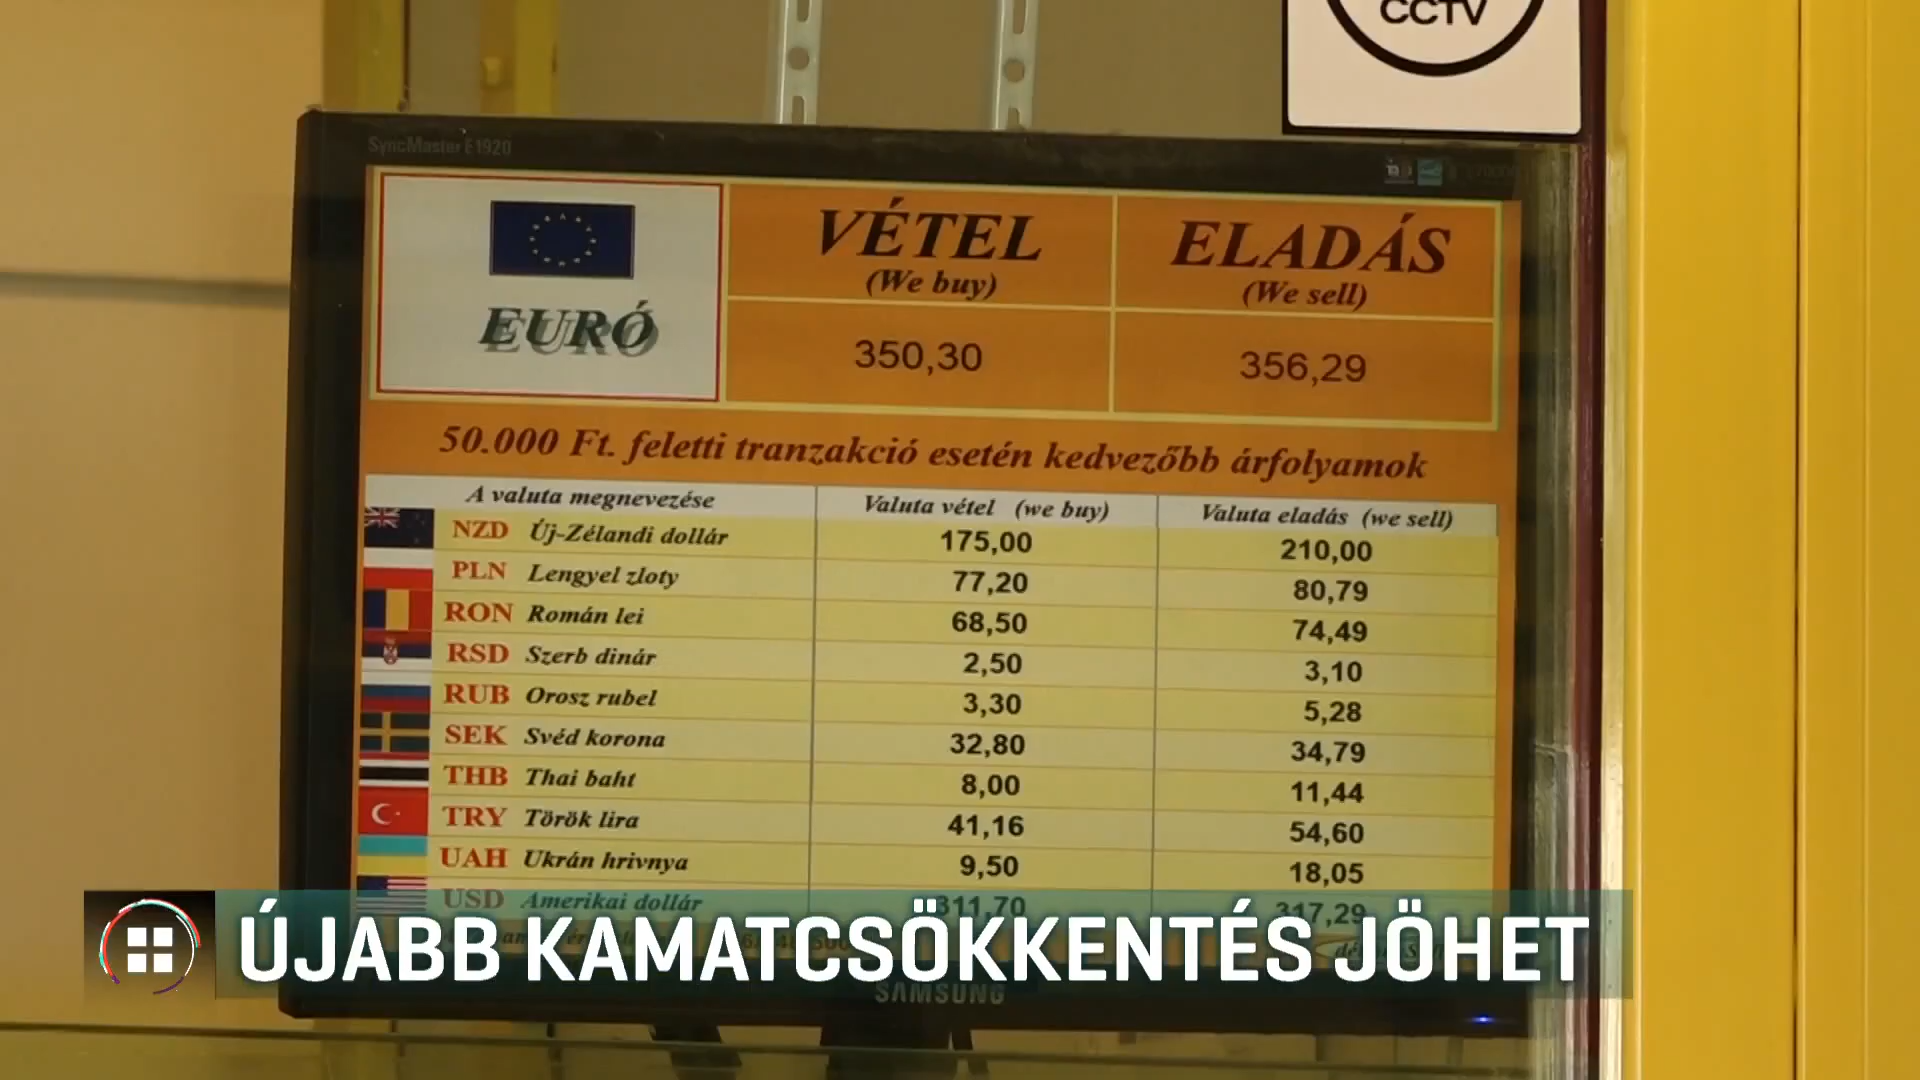 CCTV
SyncMaster E1920
VÉTEL
(We buy)
ELADÁS
(We sell)
EURÓ
350,30
356,29
50.000 Ft. feletti tranzakció esetén kedvezőbb árfolyamok
A valuta megnevezése Valuta vétel (we buy) Valuta eladás (we sell)
NZD Új-Zélandi dollár 175,00 210,00
PLN Lengyel zloty 77,20 80,79
RON Román lei 68,50 74,49
RSD Szerb dinár 2,50 3,10
RUB Orosz rubel 3,30 5,28
SEK Svéd korona 32,80 34,79
THB Thai baht 8,00 11,44
TRY Török lira 41,16 54,60
UAH Ukrán hrivnya 9,50 18,05
USD Amerikai dollár 311,70 317,29
ÚJABB KAMATCSÖKKENTÉS JÖHET
SAMSUNG